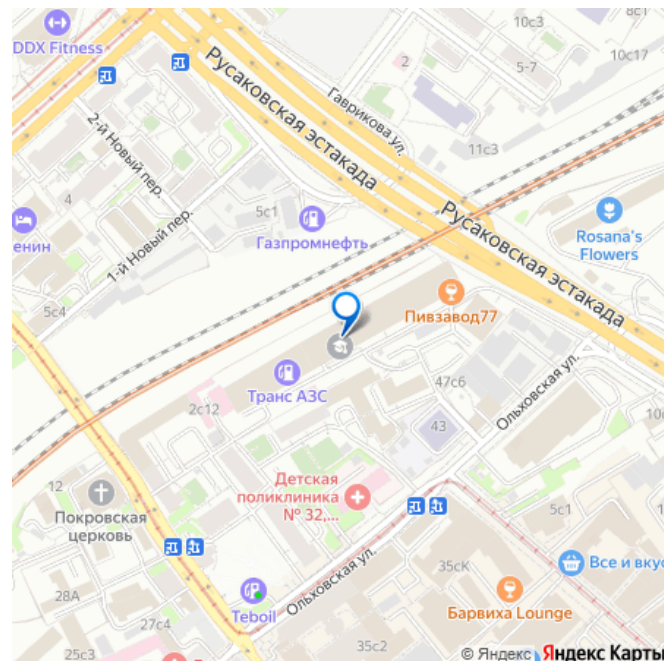 10с3
8с1
DDX Fitness
10с17
2
5-7
Русаковская эстакада
Гаврикова ул.
2-й Новый пер.
11с3
4
5с1
Русаковская эстакада
Rosana's
Flowers
енин
1-й Новый пер.
Газпромнефть
5с4
Пивзавод77
Транс АЗС
47с6
2с12
Ольховская ул.
43
Детская
поликлиника
№ 32,...
12
Покровская
церковь
5с1
35сК
Все и вкус
28А
Teboil
Ольховская ул.
Барвиха Lounge
27с4
35с2
25с3
© Яндекс
Яндекс Карты